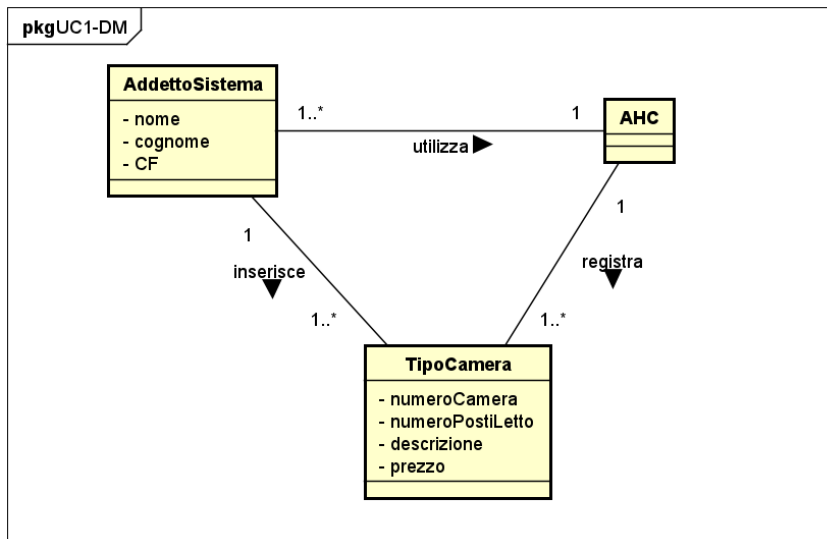 pkgUC1-DM
AddettoSistema
- nome
- cognome
- CF
1..*
1
utilizza
AHC
1
inserisce
1..*
1
registra
1..*
TipoCamera
- numeroCamera
- numeroPostiLetto
- descrizione
- prezzo